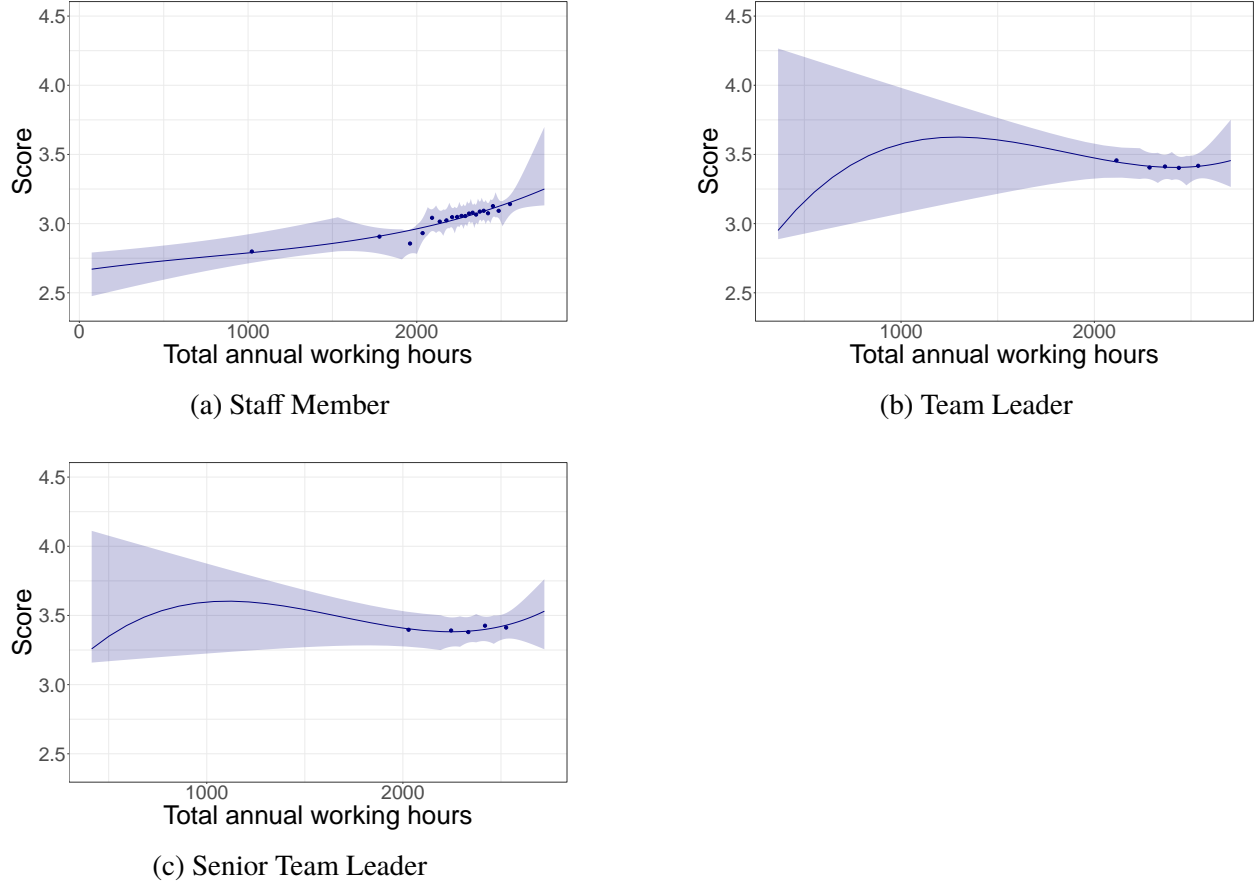 4.5
4.0
3.5
3.0
2.5
Score
0 1000 2000
Total annual working hours
(a) Staff Member
4.5
4.0
3.5
3.0
2.5
Score
1000 2000
Total annual working hours
(b) Team Leader
4.5
4.0
3.5
3.0
2.5
Score
1000 2000
Total annual working hours
(c) Senior Team Leader